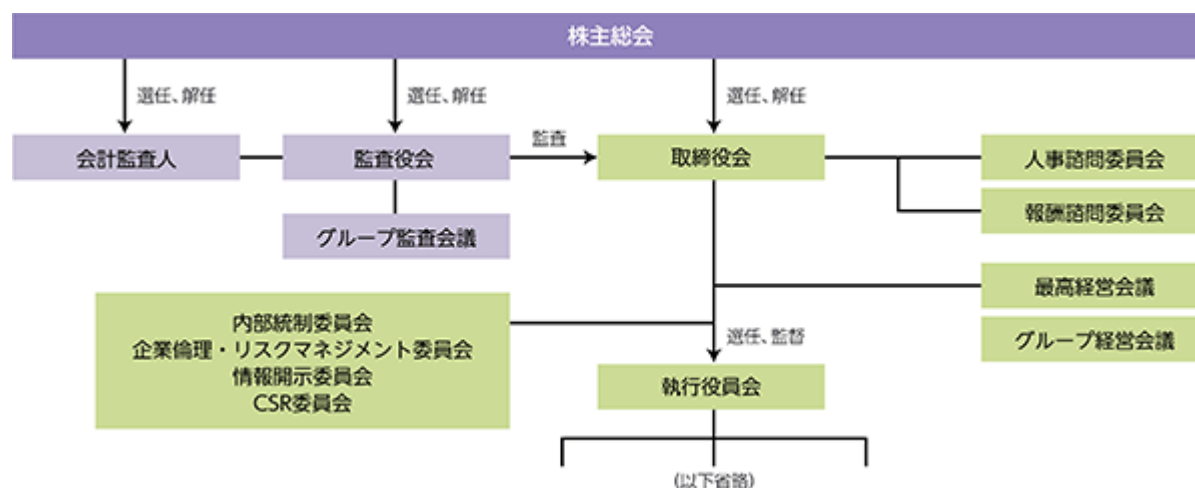 株主総会
選任、解任
選任、解任
選任、解任
会計監査人
監査役会
監査
取締役会
人事諮問委員会
報酬諮問委員会
グループ監査会議
最高経営会議
グループ経営会議
内部統制委員会
企業倫理・リスクマネジメント委員会
情報開示委員会
CSR委員会
選任、監督
執行役員会
(以下省略)